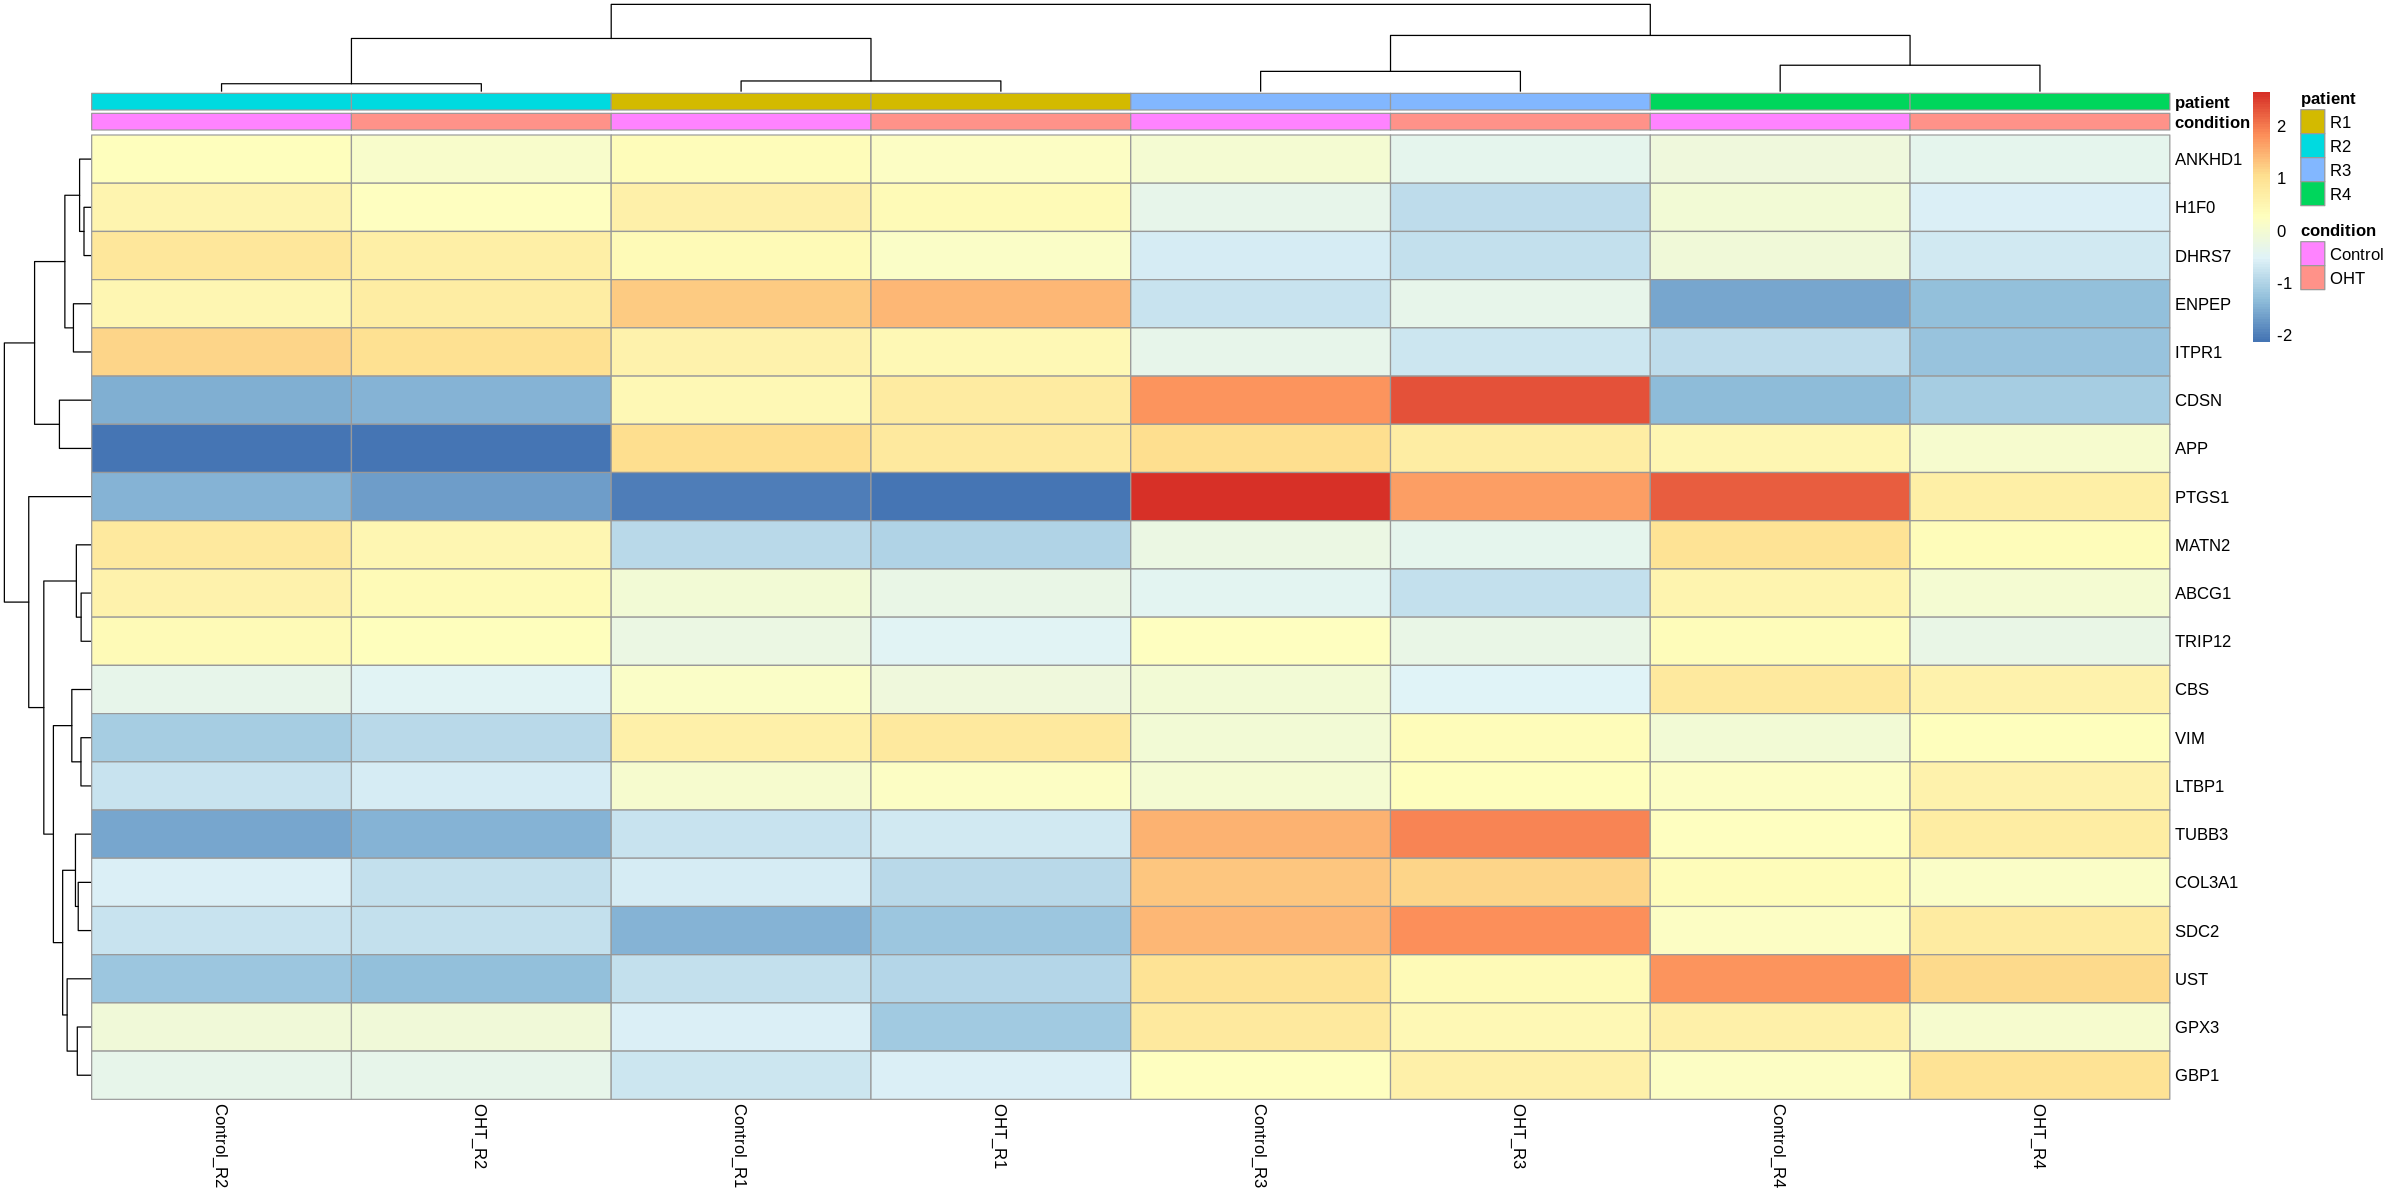 patient
condition
ANKHD1
H1F0
DHRS7
ENPEP
ITPR1
CDSN
APP
PTGS1
MATN2
ABCG1
TRIP12
CBS
VIM
LTBP1
TUBB3
COL3A1
SDC2
UST
GPX3
GBP1
2
1
0
-1
-2
patient
R1
R2
R3
R4
condition
Control
OHT
Control_R2
OHT_R2
Control_R1
OHT_R1
Control_R3
OHT_R3
Control_R4
OHT_R4